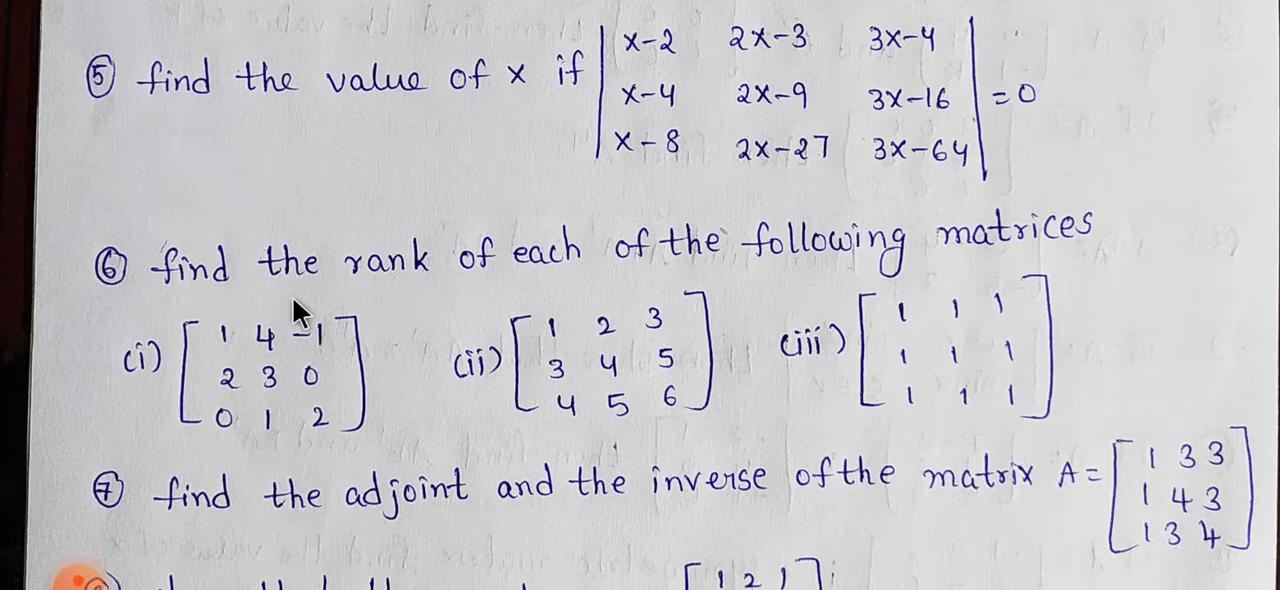 ⑤ find the value of x if | x-2 2x-3 3x-4 |
| x-4 2x-9 3x-16 | = 0
| x-8 2x-27 3x-64 |
⑥ find the rank of each of the following matrices
(i) [ 1 4 -1 (ii) [ 1 2 3 (iii) [ 1 1 1
2 3 0 3 4 5 1 1 1
0 1 2 ] 4 5 6 ] 1 1 1 ]
⑦ find the adjoint and the inverse of the matrix A = [ 1 3 3
1 4 3
1 3 4 ]
[ 1 2 1 ]